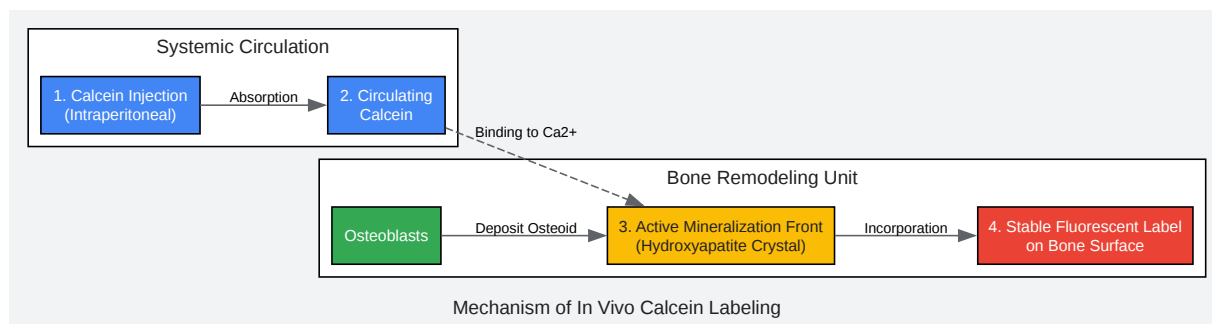 Systemic Circulation
1. Calcein Injection
(Intraperitoneal)
Absorption
2. Circulating
Calcein
Binding to Ca2+
Bone Remodeling Unit
Osteoblasts
Deposit Osteoid
3. Active Mineralization Front
(Hydroxyapatite Crystal)
Incorporation
4. Stable Fluorescent Label
on Bone Surface
Mechanism of In Vivo Calcein Labeling